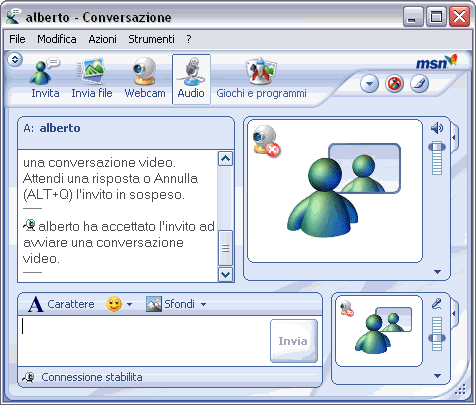 alberto - Conversazione
File Modifica Azioni Strumenti ?
msn
Invita Invia file Webcam Audio Giochi e programmi
A: alberto
una conversazione video.
Attendi una risposta o Annulla
(ALT+Q) l'invito in sospeso.
alberto ha accettato l'invito ad
avviare una conversazione
video.
A Carattere Sfondi
Invia
Connessione stabilita